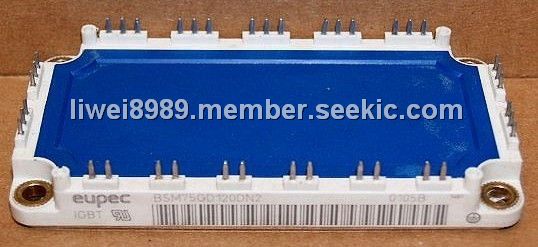 liwei8989.member.seekic.com
eupec BSM75GD120DN2 0105B
IGBT